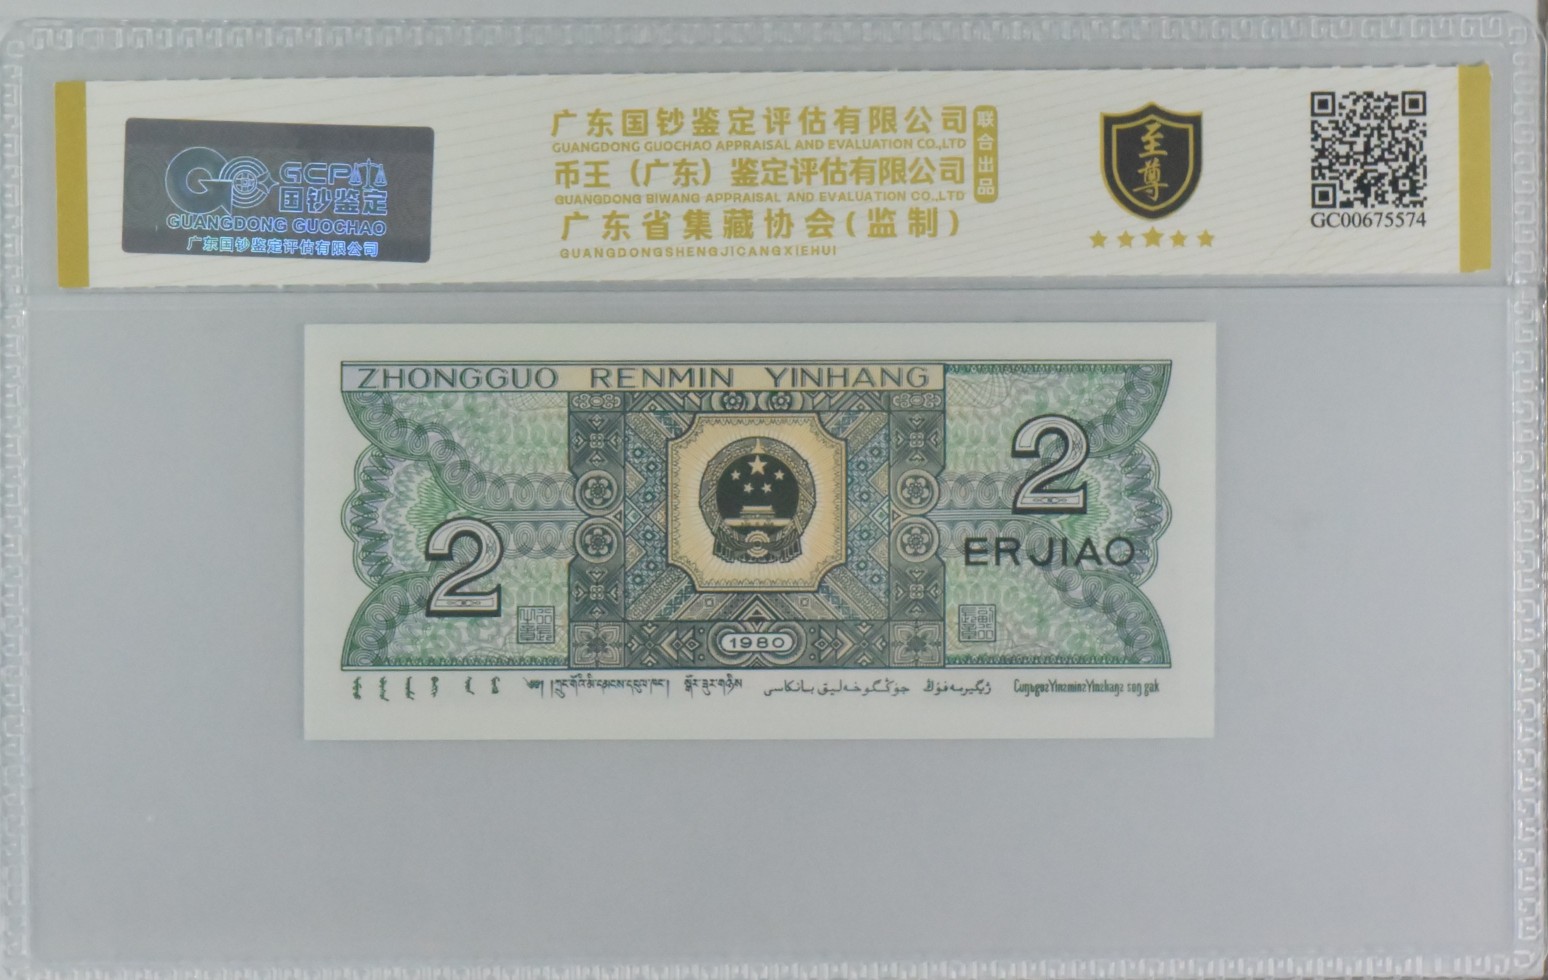 GCP
国钞鉴定
GUANGDONG GUOCHAO
广东国钞鉴定评估有限公司
广东国钞鉴定评估有限公司
GUANGDONG GUOCHAO APPRAISAL AND EVALUATION CO.,LTD
币王（广东）鉴定评估有限公司
GUANGDONG BIWANG APPRAISAL AND EVALUATION CO.,LTD
广东省集藏协会(监制)
GUANGDONGSHENGJICANGXIEHUI
联合出品
至尊
GC00675574
ZHONGGUO RENMIN YINHANG
2
2
ERJIAO
1980